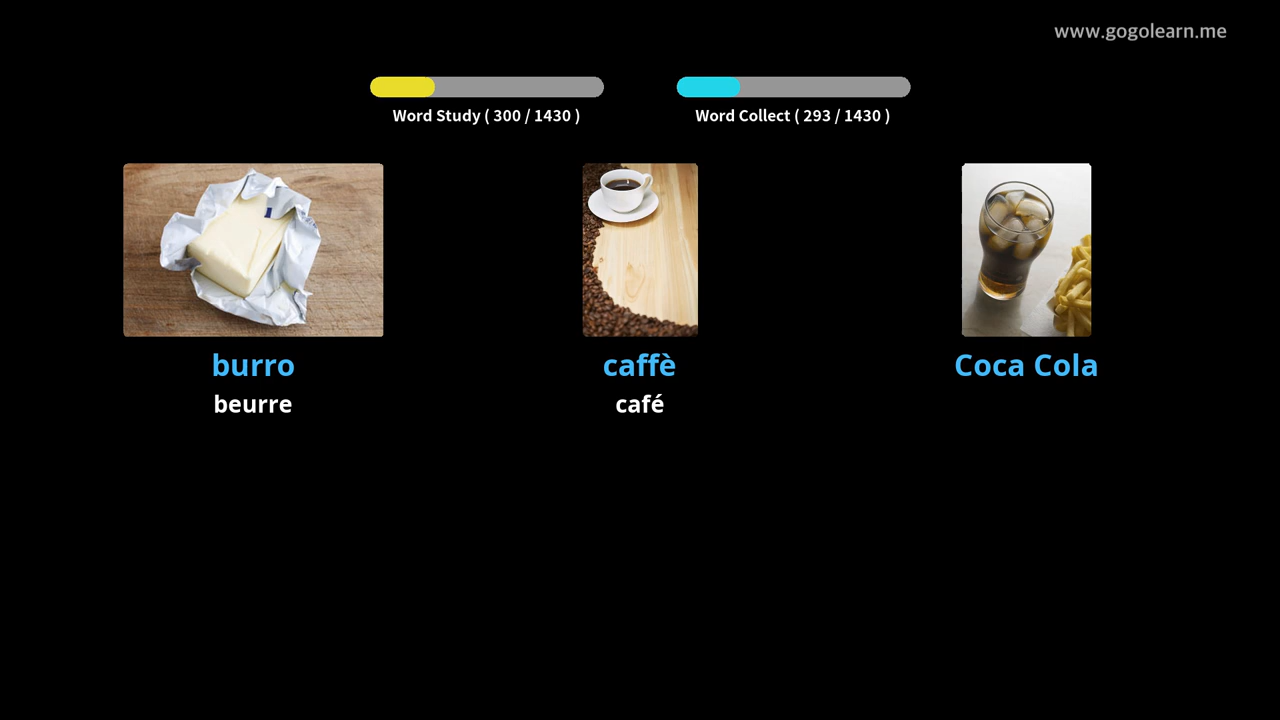 www.gogolearn.me
Word Study ( 300 / 1430 )
Word Collect ( 293 / 1430 )
burro
beurre
caffè
café
Coca Cola